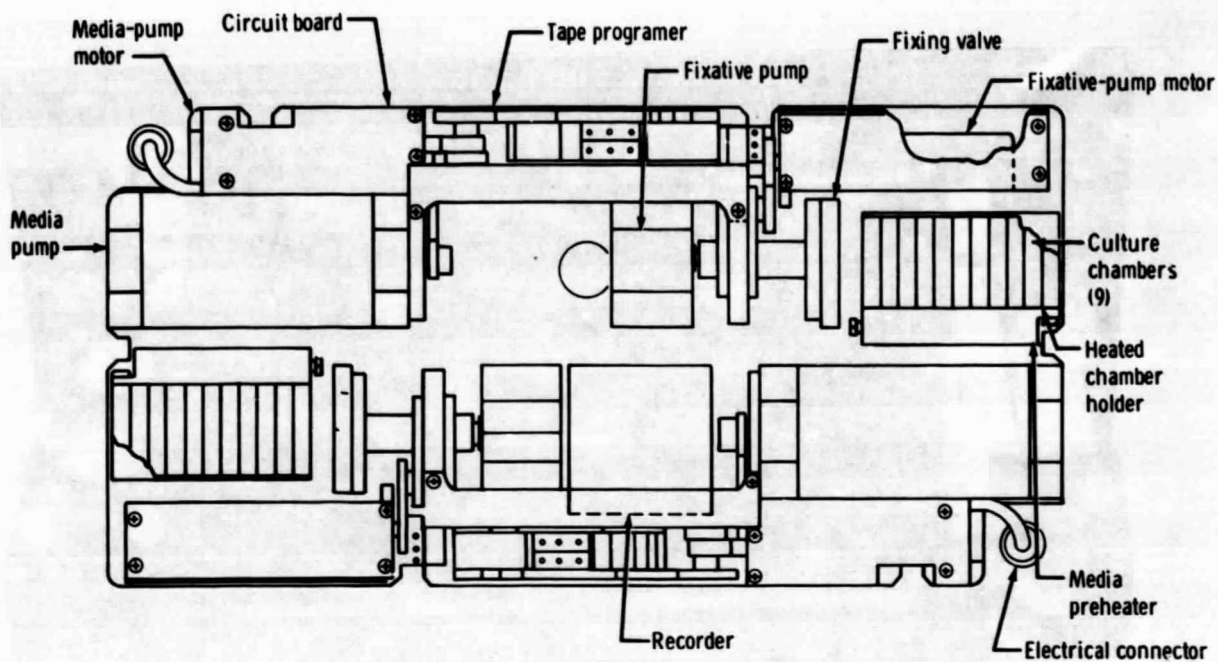 Media-pump
motor
Circuit board
Tape programer
Fixative pump
Fixing valve
Fixative-pump motor
Media
pump
Culture
chambers
(9)
Heated
chamber
holder
Media
preheater
Recorder
Electrical connector